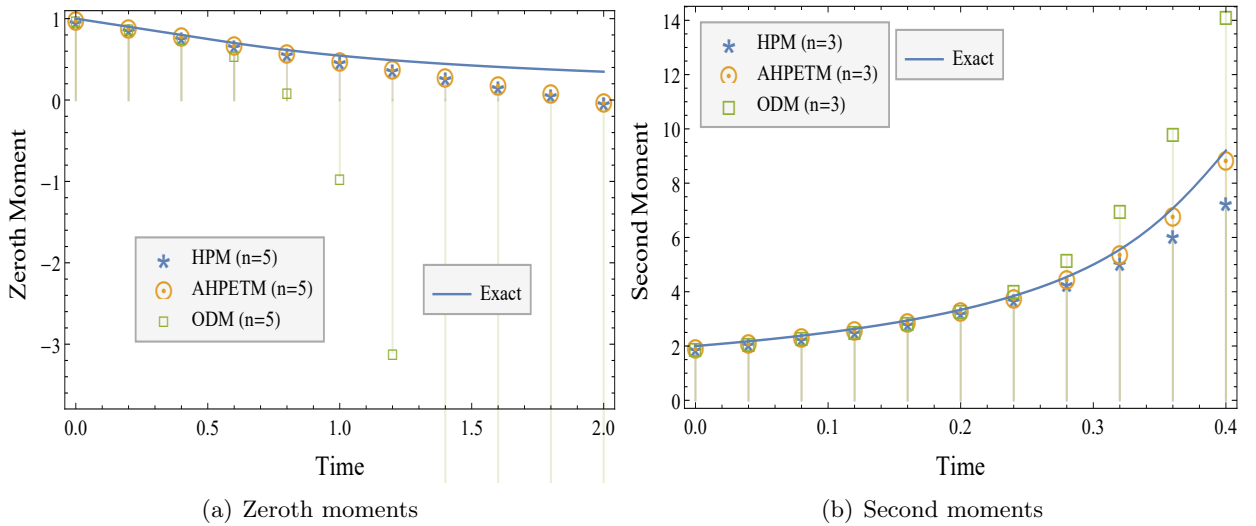 1
0
−1
−2
−3
Zeroth Moment
HPM (n=5)
AHPETM (n=5)
ODM (n=5)
Exact
0.0 0.5 1.0 1.5 2.0
Time
(a) Zeroth moments
14
12
10
8
6
4
2
0
Second Moment
HPM (n=3)
AHPETM (n=3)
ODM (n=3)
Exact
0.0 0.1 0.2 0.3 0.4
Time
(b) Second moments